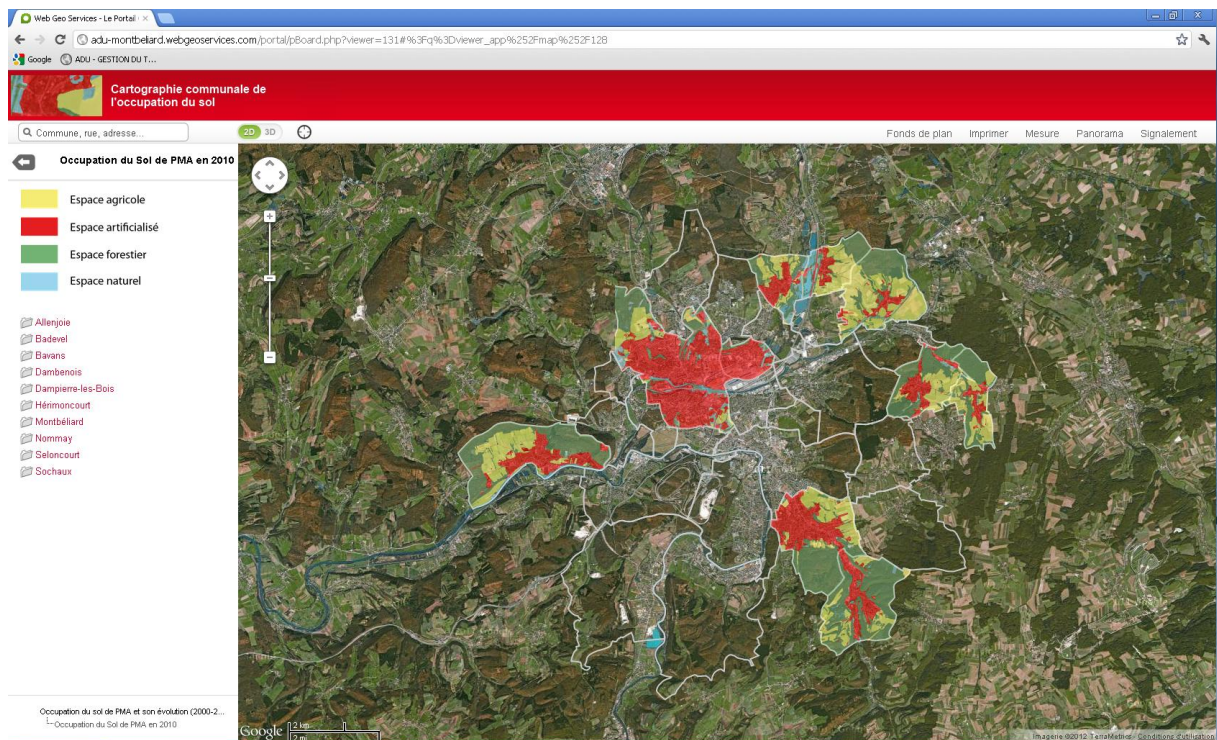 Web Geo Services - Le Portail
adu-montbeliard.webgeoservices.com/portal/pBoard.php?viewer=131#%3Fq%3Dviewer_app%252Fmap%252F128
Google ADU - GESTION DU T...
Cartographie communale de
l'occupation du sol
Commune, rue, adresse...
2D 3D
Fonds de plan Imprimer Mesure Panorama Signalement
Occupation du Sol de PMA en 2010
Espace agricole
Espace artificialisé
Espace forestier
Espace naturel
Allenjoie
Badevel
Bavans
Dambenois
Dampierre-les-Bois
Hérimoncourt
Montbéliard
Nommay
Seloncourt
Sochaux
Occupation du sol de PMA et son évolution (2000-2...
Occupation du Sol de PMA en 2010
Google
2 km
2 mi
Imagerie ©2012 TerraMetrics - Conditions d'utilisation